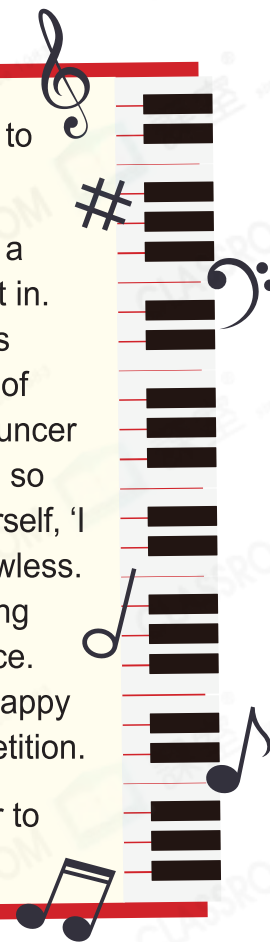 to
a
t in.
s
of
uncer
so
rself, ‘I
wless.
ng
ce.
appy
etition.
r to